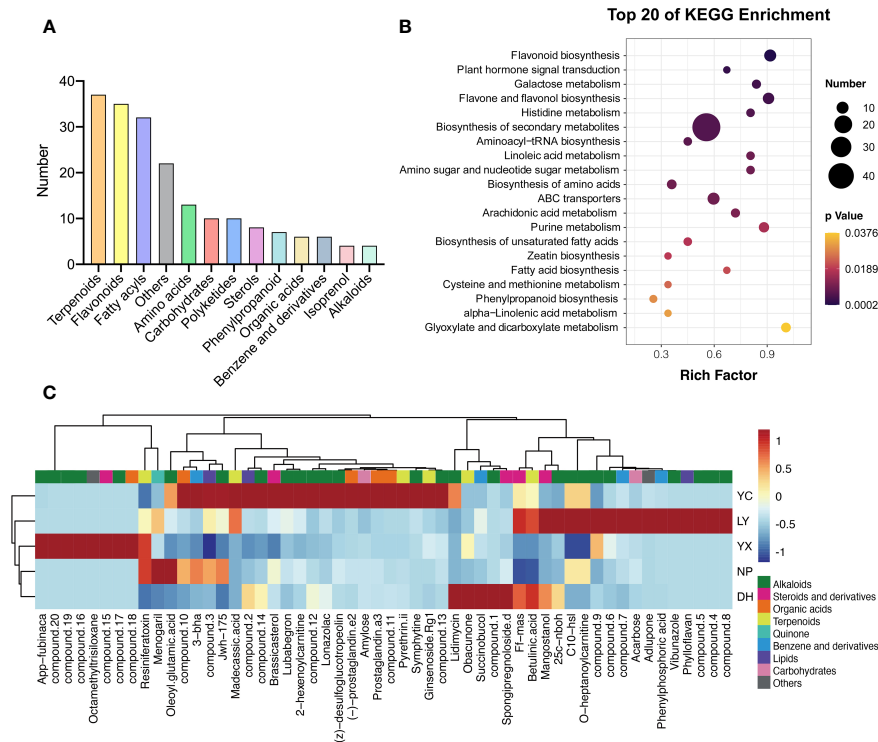 A
Number
40
30
20
10
0
Terpenoids
Flavonoids
Fatty acyls
Others
Amino acids
Carbohydrates
Polyketides
Sterols
Phenylpropanoid
Organic acids
Benzene and derivatives
Isoprenol
Alkaloids
B
Top 20 of KEGG Enrichment
Flavonoid biosynthesis
Plant hormone signal transduction
Galactose metabolism
Flavone and flavonol biosynthesis
Histidine metabolism
Biosynthesis of secondary metabolites
Aminoacyl−tRNA biosynthesis
Linoleic acid metabolism
Amino sugar and nucleotide sugar metabolism
Biosynthesis of amino acids
ABC transporters
Arachidonic acid metabolism
Purine metabolism
Biosynthesis of unsaturated fatty acids
Zeatin biosynthesis
Fatty acid biosynthesis
Cysteine and methionine metabolism
Phenylpropanoid biosynthesis
alpha−Linolenic acid metabolism
Glyoxylate and dicarboxylate metabolism
0.3
0.6
0.9
Rich Factor
Number
10
20
30
40
p Value
0.0376
0.0189
0.0002
C
YC
LY
YX
NP
DH
App-fubinaca
compound.20
compound.19
compound.16
Octamethyltrisiloxane
compound.15
compound.17
compound.18
Resiniferatoxin
Menogaril
Oleoyl.glutamic.acid
compound.10
3−bha
compound.3
Jwh−175
Madecassic.acid
compound.2
compound.14
Brassicasterol
Lubabegron
2−hexenoylcarnitine
compound.12
Lonazolac
(z)−desulfoglucotropeolin
(−)−prostaglandin.e2
Amylose
Prostaglandin.a3
compound.11
Pyrethrin.ii
Symphytine
Ginsenoside.Rg1
compound.13
Lidimycin
Obacunone
Succinobucol
compound.1
Spongipregnoloside.d
Ff−mas
Betulinic.acid
Mangostad4
25c−nboh
C10−hsl
O−heptanoylcarnitine
compound.9
compound.6
compound.7
Acarbose
Adlupone
Phenylphosphoric.acid
Vibunazole
Phylloflavan
compound.5
compound.4
compound.8
1
0.5
0
-0.5
-1
Alkaloids
Steroids and derivatives
Organic acids
Terpenoids
Quinone
Benzene and derivatives
Lipids
Carbohydrates
Others